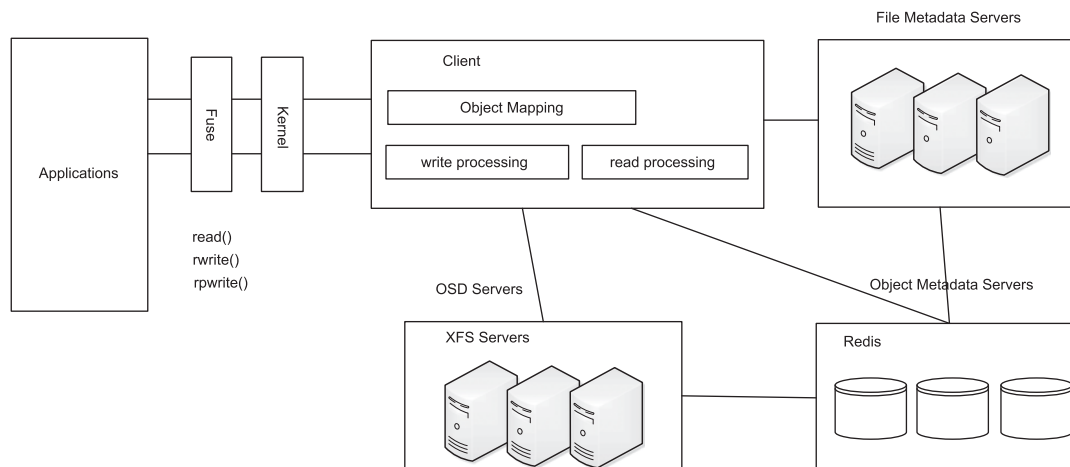 File Metadata Servers
Client
Object Mapping
Fuse
Kernel
write processing
read processing
Applications
read()
rwrite()
rpwrite()
OSD Servers
Object Metadata Servers
XFS Servers
Redis